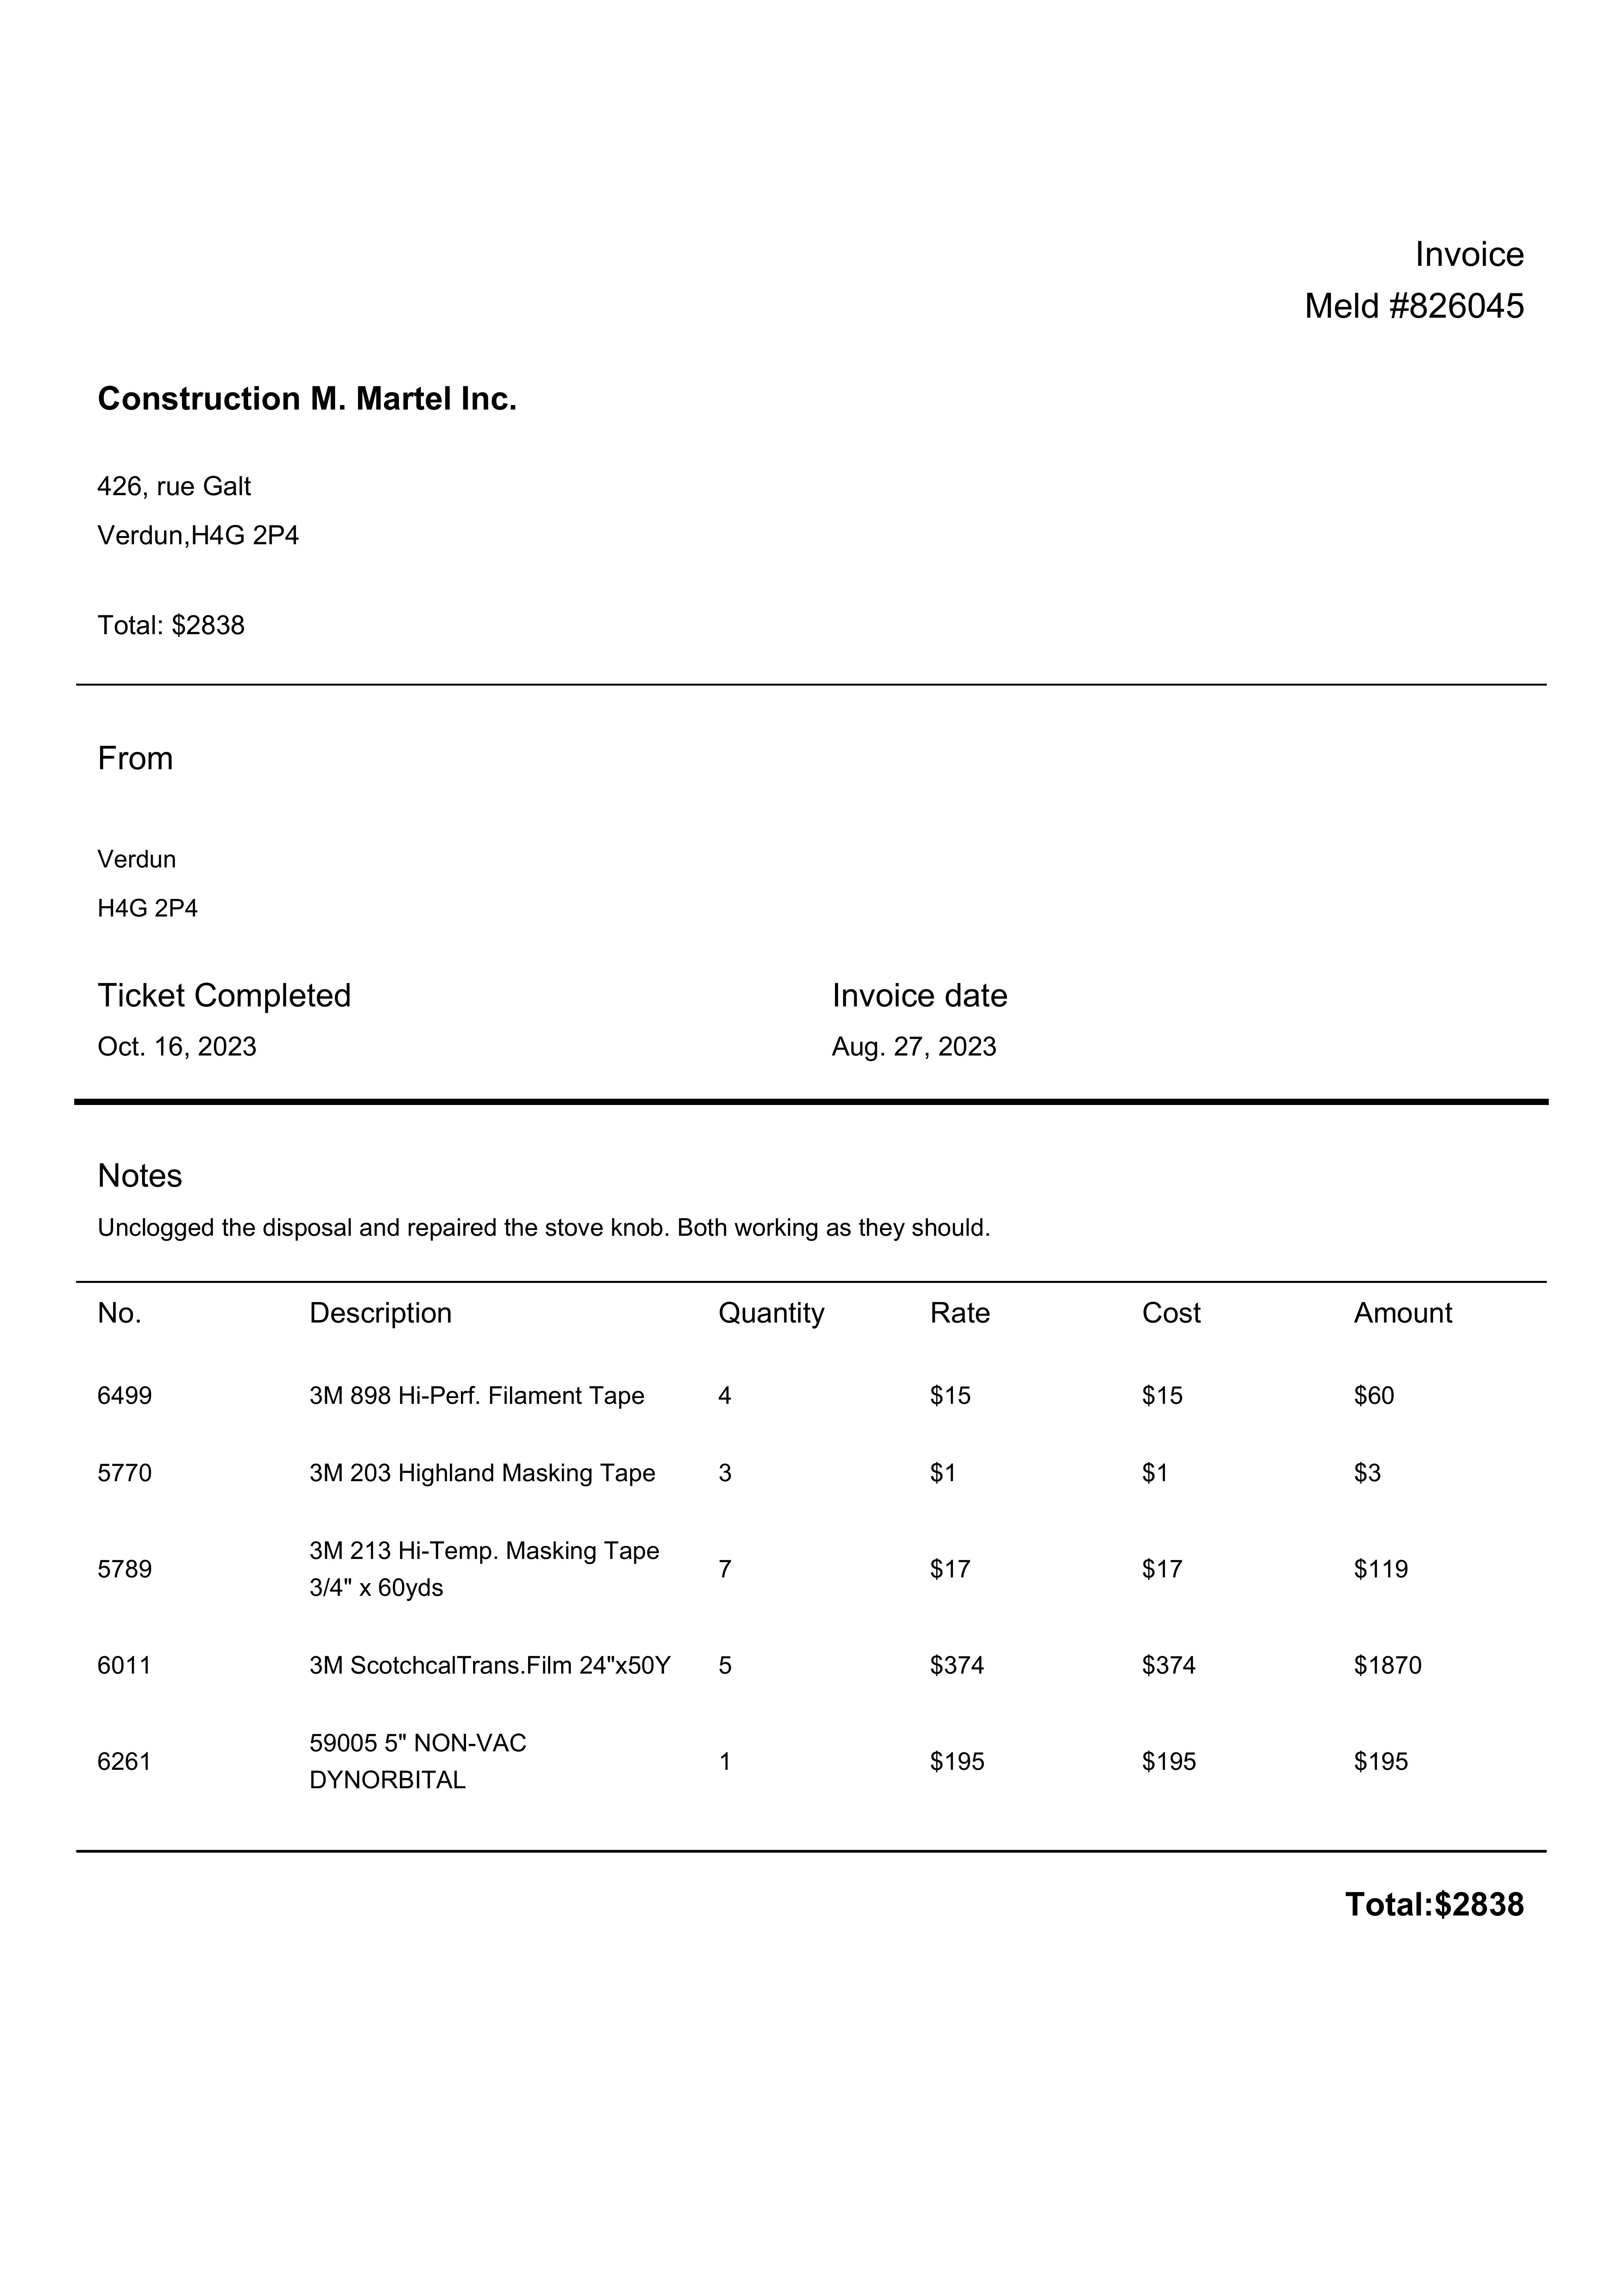 Invoice
Meld #826045
Construction M. Martel Inc.
426, rue Galt
Verdun,H4G 2P4
Total: $2838
From
Verdun
H4G 2P4
Ticket Completed Invoice date
Oct. 16, 2023 Aug. 27, 2023
Notes
Unclogged the disposal and repaired the stove knob. Both working as they should.
No. Description Quantity Rate Cost Amount
6499 3M 898 Hi-Perf. Filament Tape 4 $15 $15 $60
5770 3M 203 Highland Masking Tape 3 $1 $1 $3
3M 213 Hi-Temp. Masking Tape
5789 7 $17 $17 $119
3/4" x 60yds
6011 3M ScotchcalTrans.Film 24"x50Y 5 $374 $374 $1870
59005 5" NON-VAC
6261 1 $195 $195 $195
DYNORBITAL
Total:$2838